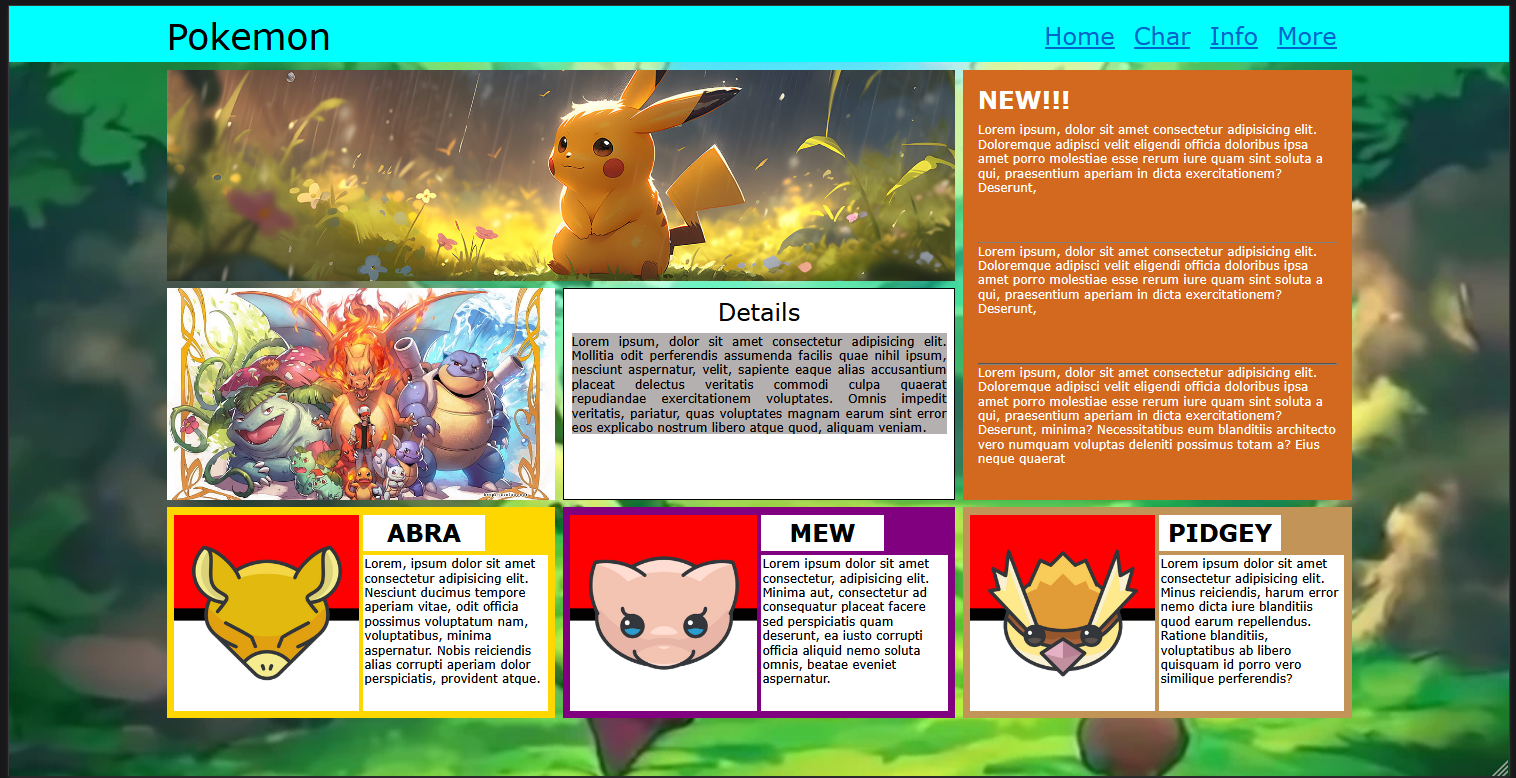 Pokemon
Home Char Info More
NEW!!!
Lorem ipsum, dolor sit amet consectetur adipisicing elit.
Doloremque adipisci velit eligendi officia doloribus ipsa
amet porro molestiae esse rerum iure quam sint soluta a
qui, praesentium aperiam in dicta exercitationem?
Deserunt,
Lorem ipsum, dolor sit amet consectetur adipisicing elit.
Doloremque adipisci velit eligendi officia doloribus ipsa
amet porro molestiae esse rerum iure quam sint soluta a
qui, praesentium aperiam in dicta exercitationem?
Deserunt,
Lorem ipsum, dolor sit amet consectetur adipisicing elit.
Doloremque adipisci velit eligendi officia doloribus ipsa
amet porro molestiae esse rerum iure quam sint soluta a
qui, praesentium aperiam in dicta exercitationem?
Deserunt, minima? Necessitatibus eum blanditiis architecto
vero numquam voluptas deleniti possimus totam a? Eius
neque quaerat
Details
Lorem ipsum, dolor sit amet consectetur adipisicing elit.
Mollitia odit perferendis assumenda facilis quae nihil ipsum,
nesciunt aspernatur, velit, sapiente eaque alias accusantium
placeat delectus veritatis commodi culpa quaerat
repudiandae exercitationem voluptates. Omnis impedit
veritatis, pariatur, quas voluptates magnam earum sint error
eos explicabo nostrum libero atque quod, aliquam veniam.
ABRA
Lorem, ipsum dolor sit amet
consectetur adipisicing elit.
Nesciunt ducimus tempore
aperiam vitae, odit officia
possimus voluptatum nam,
voluptatibus, minima
aspernatur. Nobis reiciendis
alias corrupti aperiam dolor
perspiciatis, provident atque.
MEW
Lorem ipsum dolor sit amet
consectetur, adipisicing elit.
Minima aut, consectetur ad
consequatur placeat facere
sed perspiciatis quam
deserunt, ea iusto corrupti
officia aliquid nemo soluta
omnis, beatae eveniet
aspernatur.
PIDGEY
Lorem ipsum dolor sit amet
consectetur adipisicing elit.
Minus reiciendis, harum error
nemo dicta iure blanditiis
quod earum repellendus.
Ratione blanditiis,
voluptatibus ab libero
quisquam id porro vero
similique perferendis?